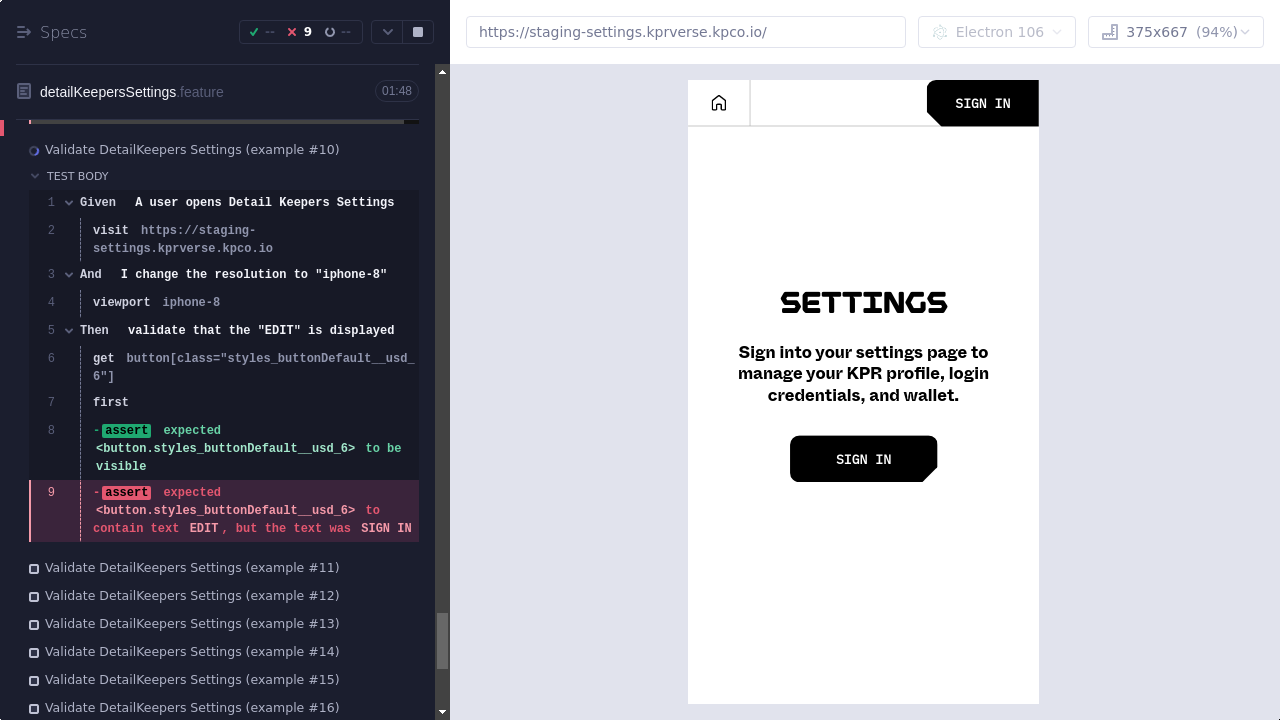 Specs
--
9
--
detailKeepersSettings.feature
01:48
Validate DetailKeepers Settings (example #10)
TEST BODY
1 Given A user opens Detail Keepers Settings
2 visit https://staging-
settings.kprverse.kpco.io
3 And I change the resolution to "iphone-8"
4 viewport iphone-8
5 Then validate that the "EDIT" is displayed
6 get button[class="styles_buttonDefault__usd_
6"]
7 first
8 -assert expected
<button.styles_buttonDefault__usd_6> to be
visible
9 -assert expected
<button.styles_buttonDefault__usd_6> to
contain text EDIT, but the text was SIGN IN
Validate DetailKeepers Settings (example #11)
Validate DetailKeepers Settings (example #12)
Validate DetailKeepers Settings (example #13)
Validate DetailKeepers Settings (example #14)
Validate DetailKeepers Settings (example #15)
Validate DetailKeepers Settings (example #16)
https://staging-settings.kprverse.kpco.io/
Electron 106
375x667 (94%)
SIGN IN
SETTINGS
Sign into your settings page to
manage your KPR profile, login
credentials, and wallet.
SIGN IN